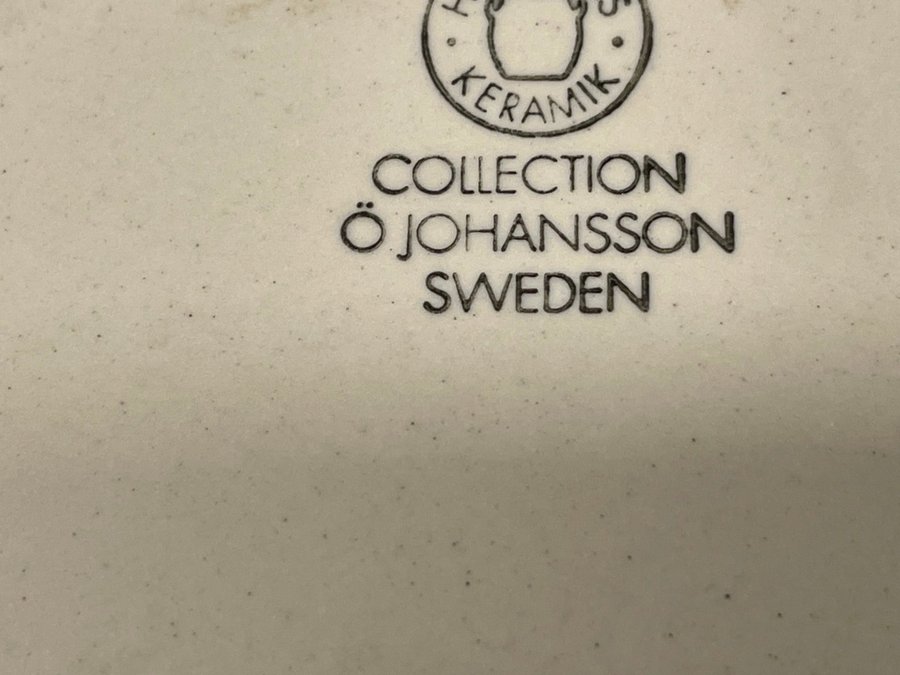 KERAMIK
COLLECTION
Ö JOHANSSON
SWEDEN